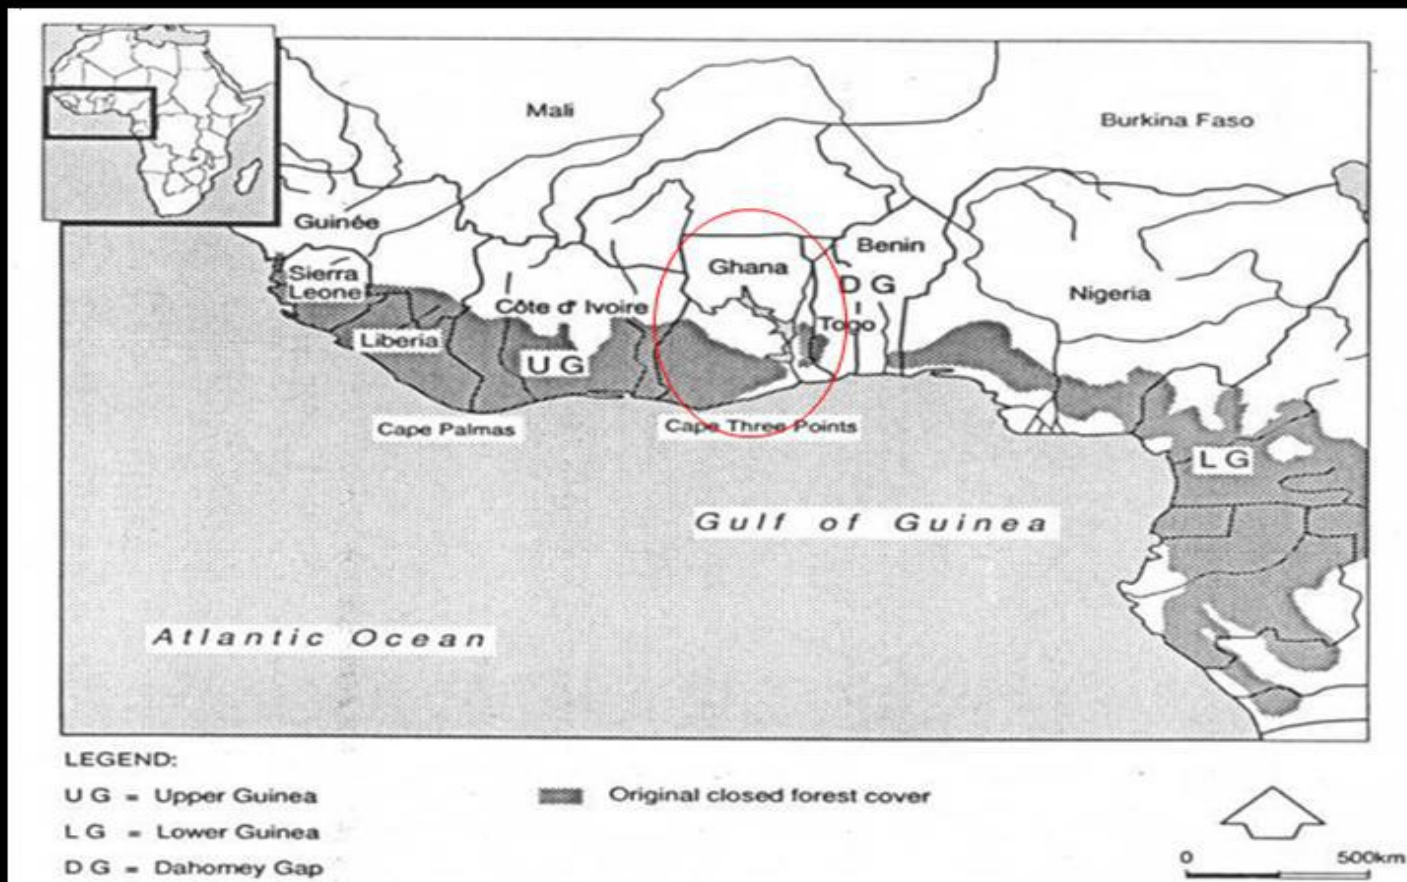 Mali
Burkina Faso
Guinée
Sierra
Leone
Ghana
Benin
D G
Nigeria
Côte d' Ivoire
Togo
Liberia
U G
Cape Palmas
Cape Three Points
L G
Gulf of Guinea
Atlantic Ocean
LEGEND:
U G = Upper Guinea
Original closed forest cover
L G = Lower Guinea
D G = Dahomey Gap
0 500km